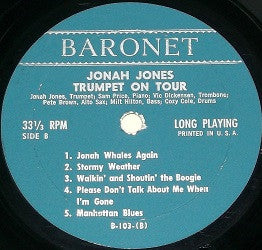 BARONET
JONAH JONES
TRUMPET ON TOUR
Jonah Jones, Trumpet; Sam Price, Piano; Vic Dickensen, Trombone;
Pete Brown, Alto Sax; Milt Hilton, Bass; Cozy Cole, Drums
33⅓ RPM
SIDE B
LONG PLAYING
PRINTED IN U.S.A.
1. Jonah Whales Again
2. Stormy Weather
3. Walkin' and Shoutin' the Boogie
4. Please Don't Talk About Me When
I'm Gone
5. Manhattan Blues
B-103-(B)